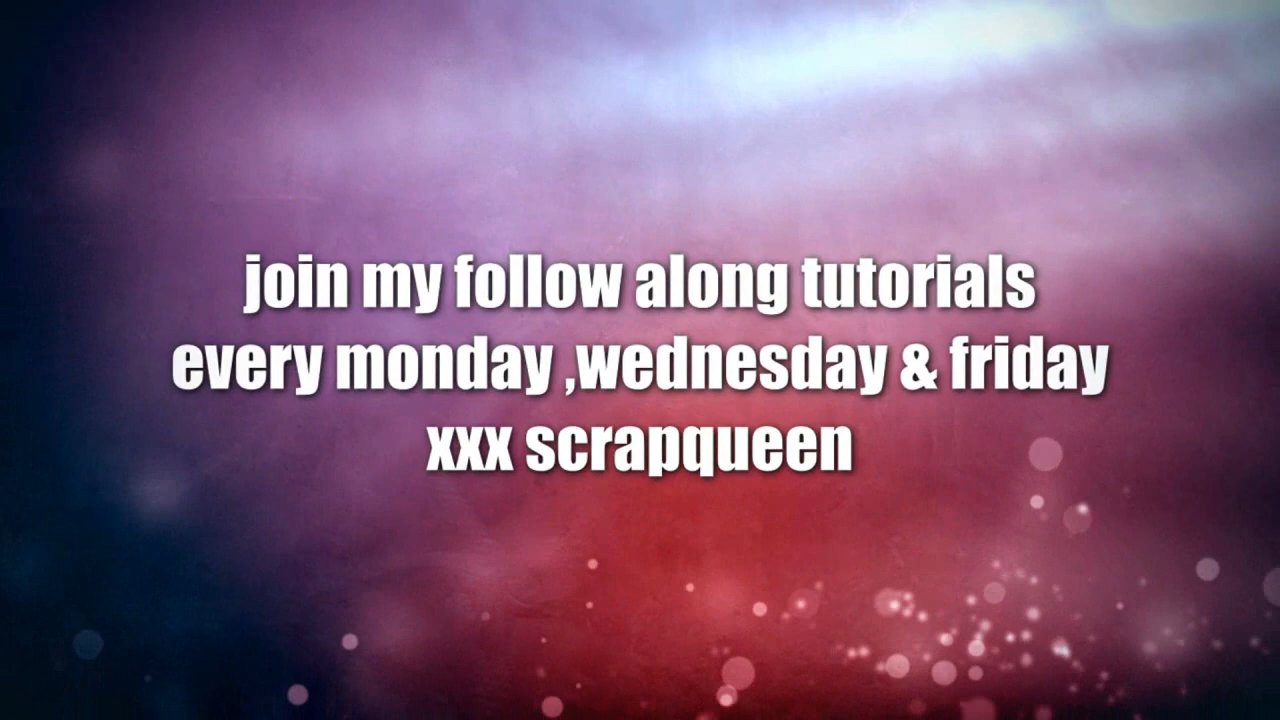 join my follow along tutorials
every monday ,wednesday & friday
xxx scrapqueen